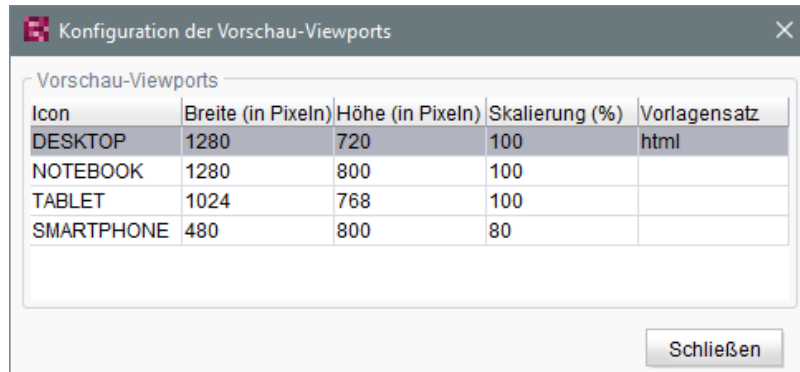 Konfiguration der Vorschau-Viewports
Vorschau-Viewports
Icon Breite (in Pixeln) Höhe (in Pixeln) Skalierung (%) Vorlagensatz
DESKTOP 1280 720 100 html
NOTEBOOK 1280 800 100
TABLET 1024 768 100
SMARTPHONE 480 800 80
Schließen